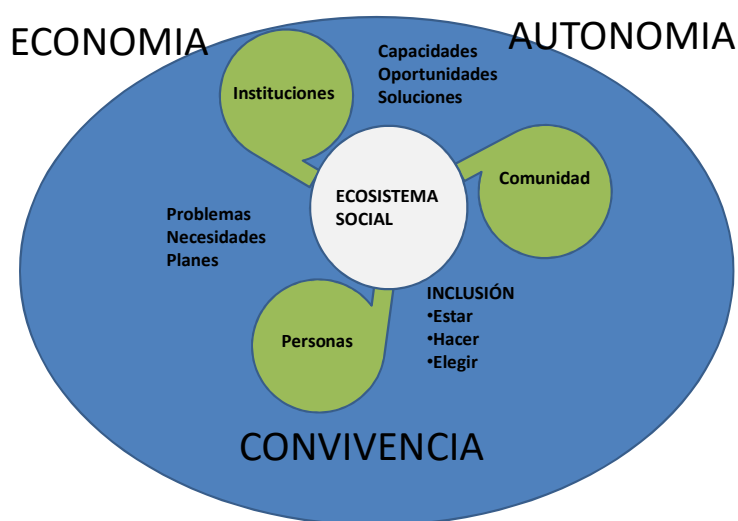 ECONOMIA
AUTONOMIA
Capacidades
Oportunidades
Soluciones
Instituciones
Comunidad
ECOSISTEMA
SOCIAL
Problemas
Necesidades
Planes
INCLUSIÓN
•Estar
•Hacer
•Elegir
Personas
CONVIVENCIA